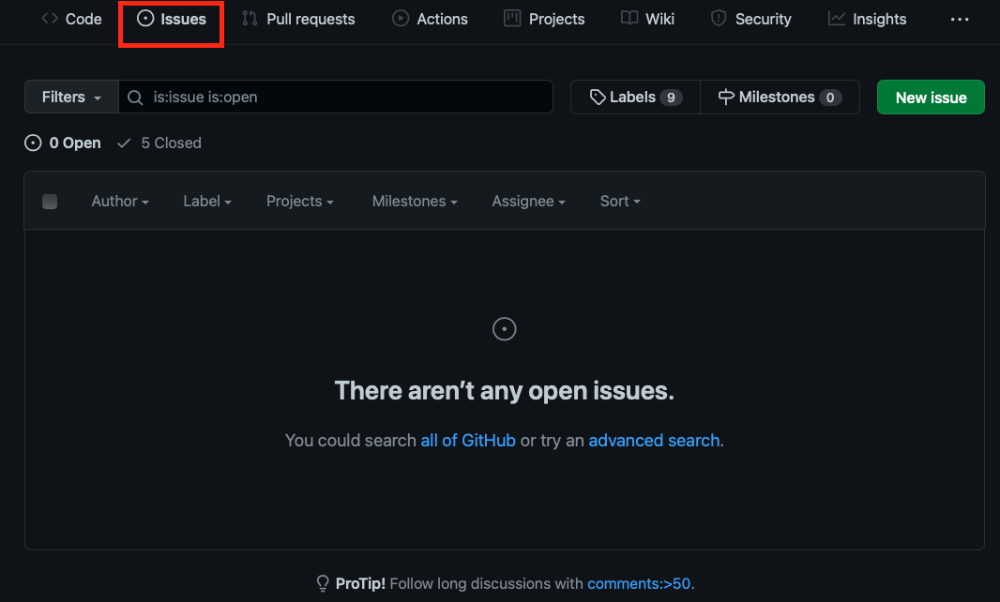 Code Issues Pull requests Actions Projects Wiki Security Insights ...
Filters is:issue is:open Labels 9 Milestones 0 New issue
0 Open 5 Closed
Author Label Projects Milestones Assignee Sort
There aren’t any open issues.
You could search all of GitHub or try an advanced search.
ProTip! Follow long discussions with comments:>50.